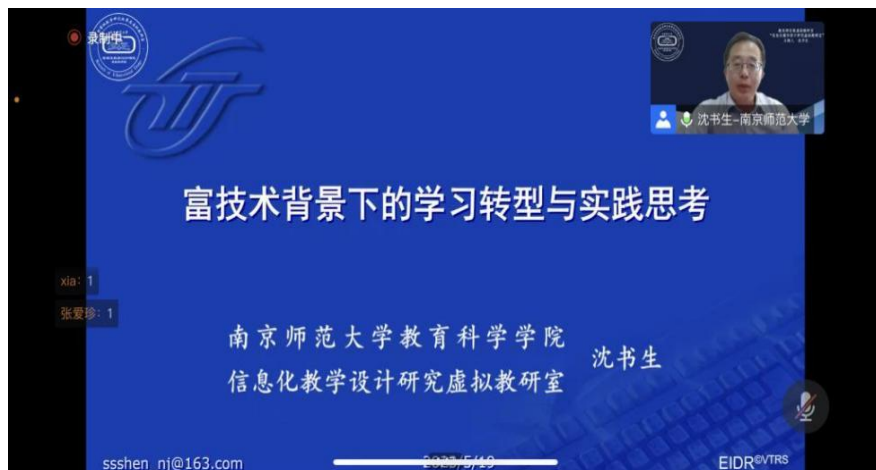 录制中
沈书生-南京师范大学
富技术背景下的学习转型与实践思考
xia: 1
张爱珍: 1
南京师范大学教育科学学院
信息化教学设计研究虚拟教研室
沈书生
ssshen_nj@163.com
EIDR©VTRS